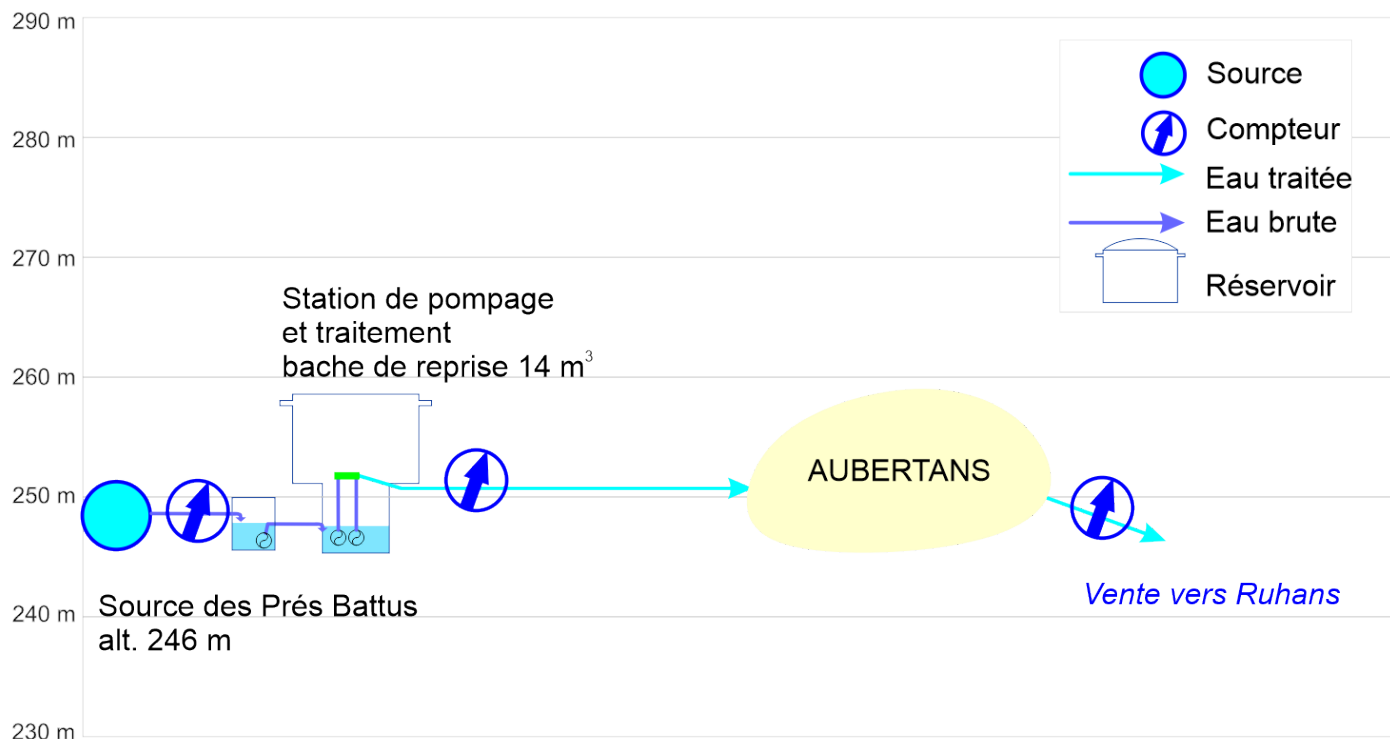 290 m
280 m
270 m
260 m
250 m
240 m
230 m
Source
Compteur
Eau traitée
Eau brute
Réservoir
Station de pompage
et traitement
bache de reprise 14 m³
AUBERTANS
Source des Prés Battus
alt. 246 m
Vente vers Ruhans